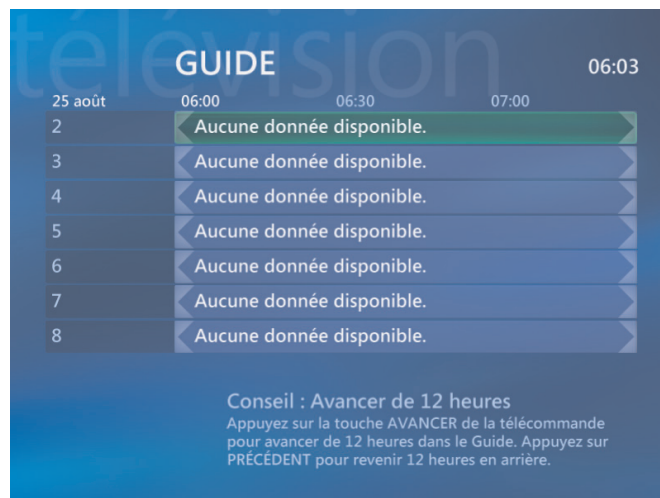 télévision
GUIDE 06:03
25 août 06:00 06:30 07:00
2 Aucune donnée disponible.
3 Aucune donnée disponible.
4 Aucune donnée disponible.
5 Aucune donnée disponible.
6 Aucune donnée disponible.
7 Aucune donnée disponible.
8 Aucune donnée disponible.
Conseil : Avancer de 12 heures
Appuyez sur la touche AVANCER de la télécommande
pour avancer de 12 heures dans le Guide. Appuyez sur
PRÉCÉDENT pour revenir 12 heures en arrière.